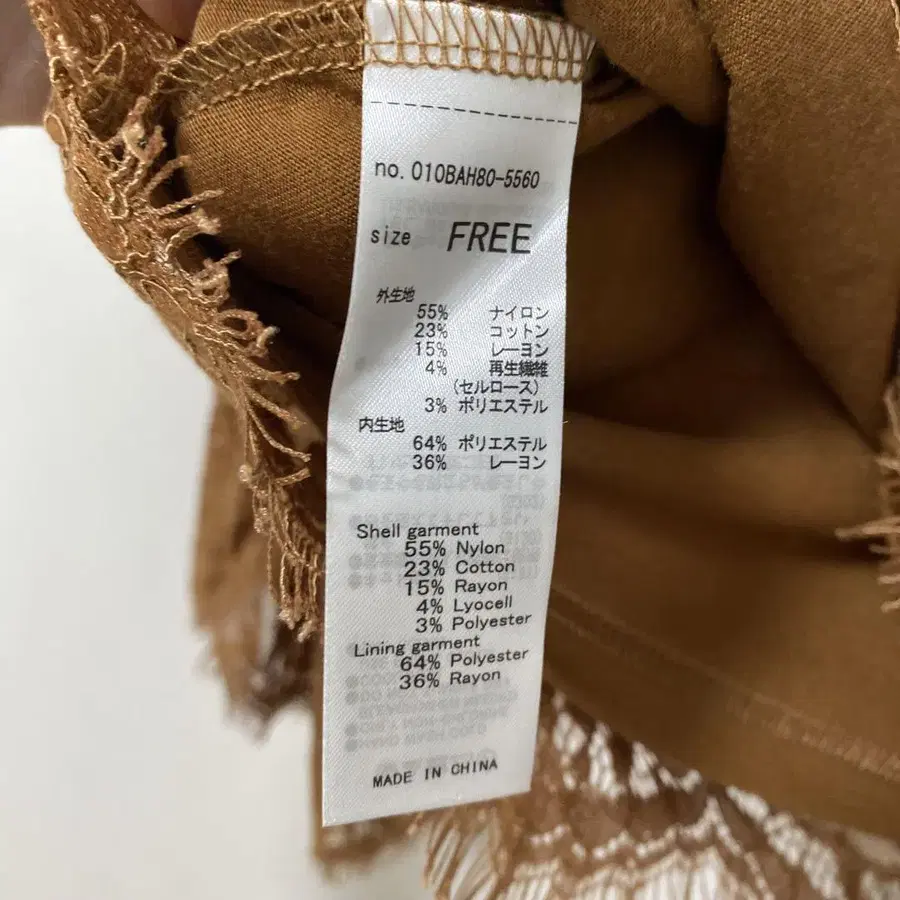 no. 010BAH80-5560
size FREE
外生地
55% ナイロン
23% コットン
15% レーヨン
4% 再生繊維
(セルロース)
3% ポリエステル
内生地
64% ポリエステル
36% レーヨン
Shell garment
55% Nylon
23% Cotton
15% Rayon
4% Lyocell
3% Polyester
Lining garment
64% Polyester
36% Rayon
MADE IN CHINA